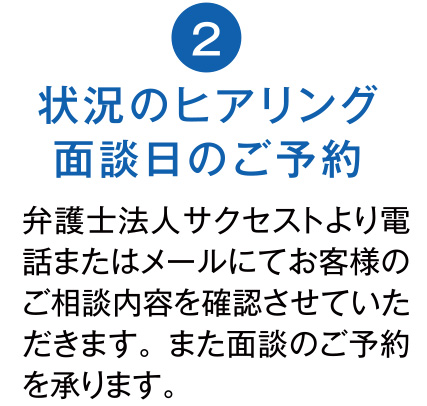 2
状況のヒアリング
面談日のご予約
弁護士法人サクセストより電
話またはメールにてお客様の
ご相談内容を確認させていた
だきます。また面談のご予約
を承ります。